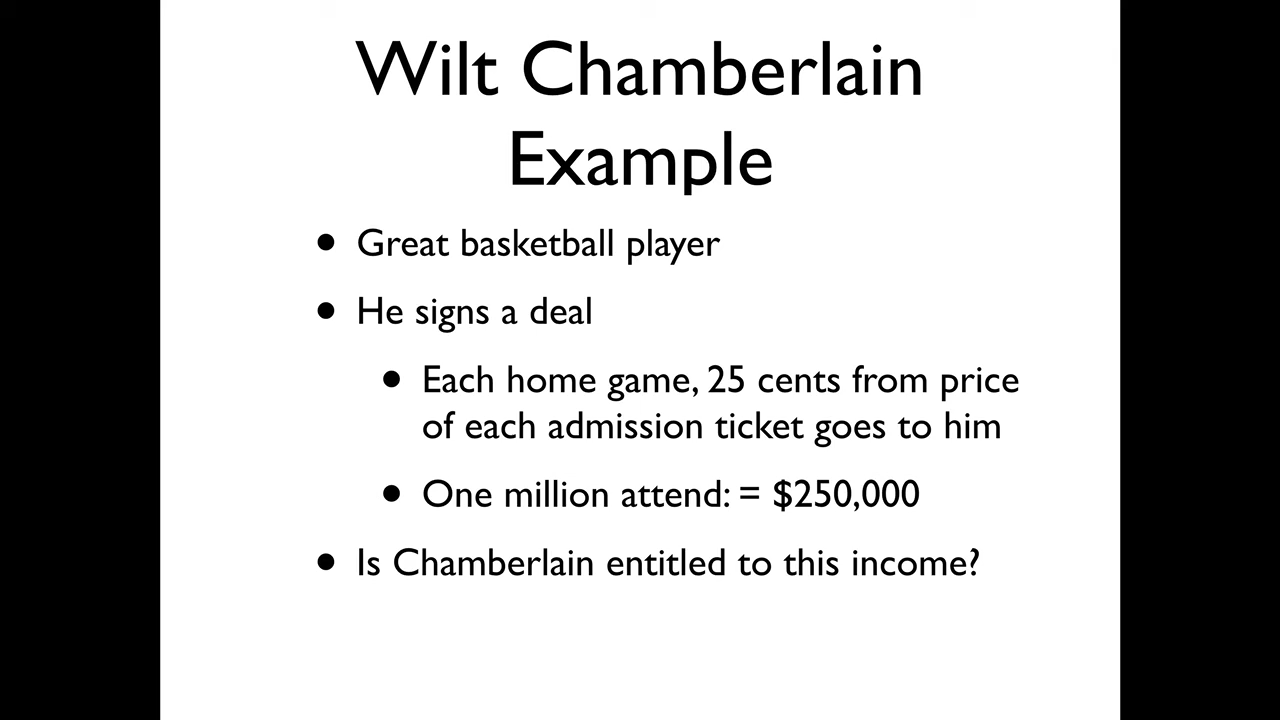 Wilt Chamberlain
Example
• Great basketball player
• He signs a deal
• Each home game, 25 cents from price
of each admission ticket goes to him
• One million attend: = $250,000
• Is Chamberlain entitled to this income?